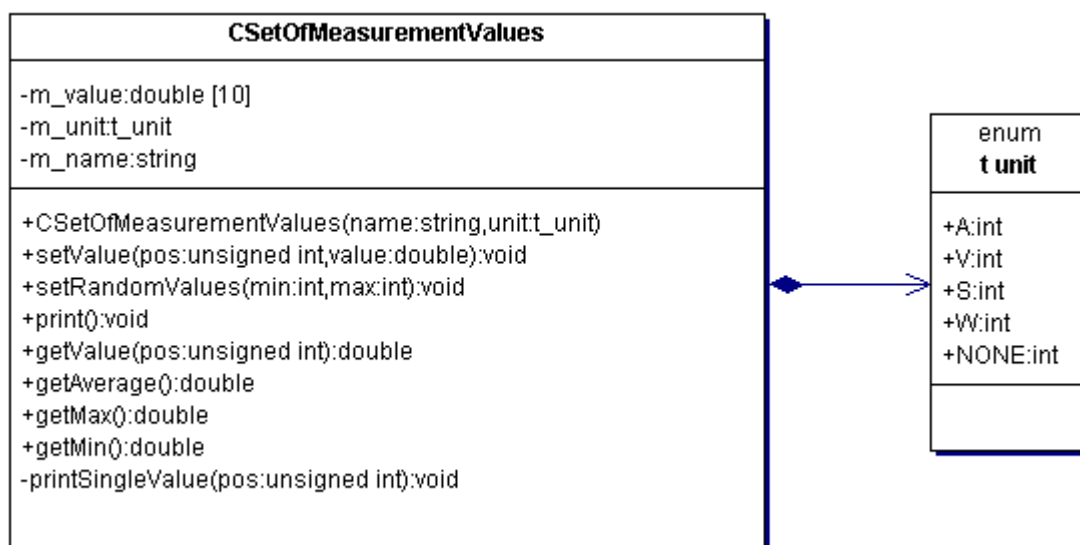 CSetOfMeasurementValues
-m_value:double [10]
-m_unit:t_unit
-m_name:string
+CSetOfMeasurementValues(name:string,unit:t_unit)
+setValue(pos:unsigned int,value:double):void
+setRandomValues(min:int,max:int):void
+print():void
+getValue(pos:unsigned int):double
+getAverage():double
+getMax():double
+getMin():double
-printSingleValue(pos:unsigned int):void
enum
t unit
+A:int
+V:int
+S:int
+W:int
+NONE:int